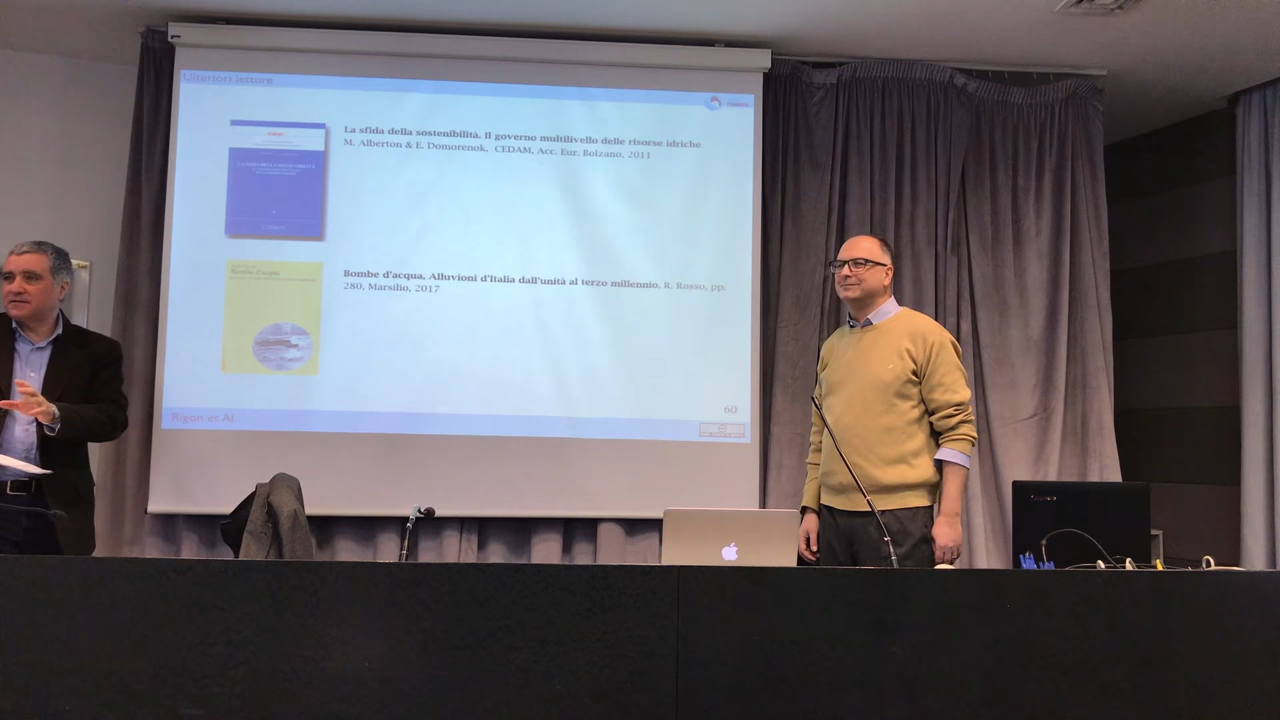 Ulteriori letture
La sfida della sostenibilità. Il governo multilivello delle risorse idriche
M. Alberton & E. Domorenok, CEDAM, Acc. Eur. Bolzano, 2011
Bombe d'acqua
Bombe d'acqua, Alluvioni d'Italia dall'unità al terzo millennio, R. Rosso, pp.
280, Marsilio, 2017
60
Rigon et Al.